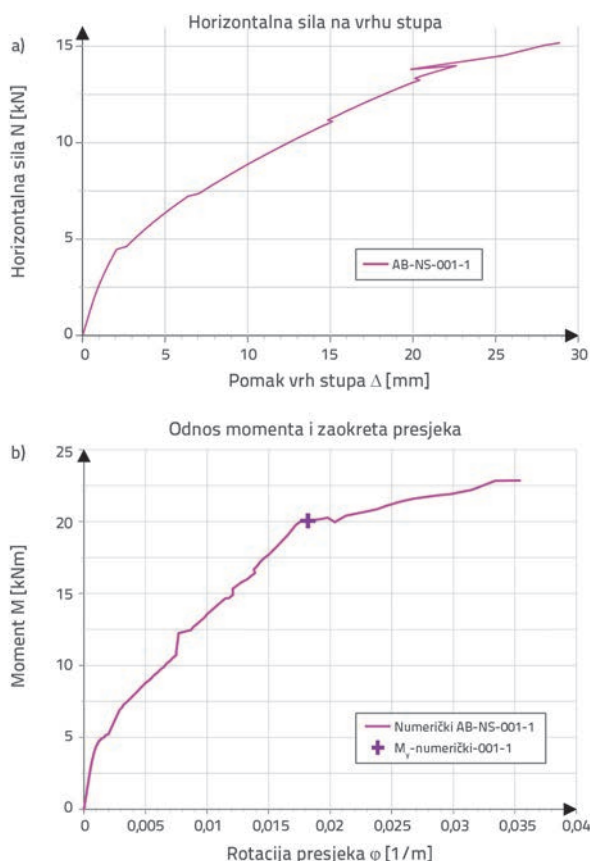 Horizontalna sila na vrhu stupa
a)
Horizontalna sila N [kN]
15
10
5
0
AB-NS-001-1
0 5 10 15 20 25 30
Pomak vrh stupa Δ [mm]
Odnos momenta i zaokreta presjeka
b)
Moment M [kNm]
25
20
15
10
5
0
Numerički AB-NS-001-1
My-numerički-001-1
0 0,005 0,01 0,015 0,02 0,025 0,03 0,035 0,04
Rotacija presjeka φ [1/m]